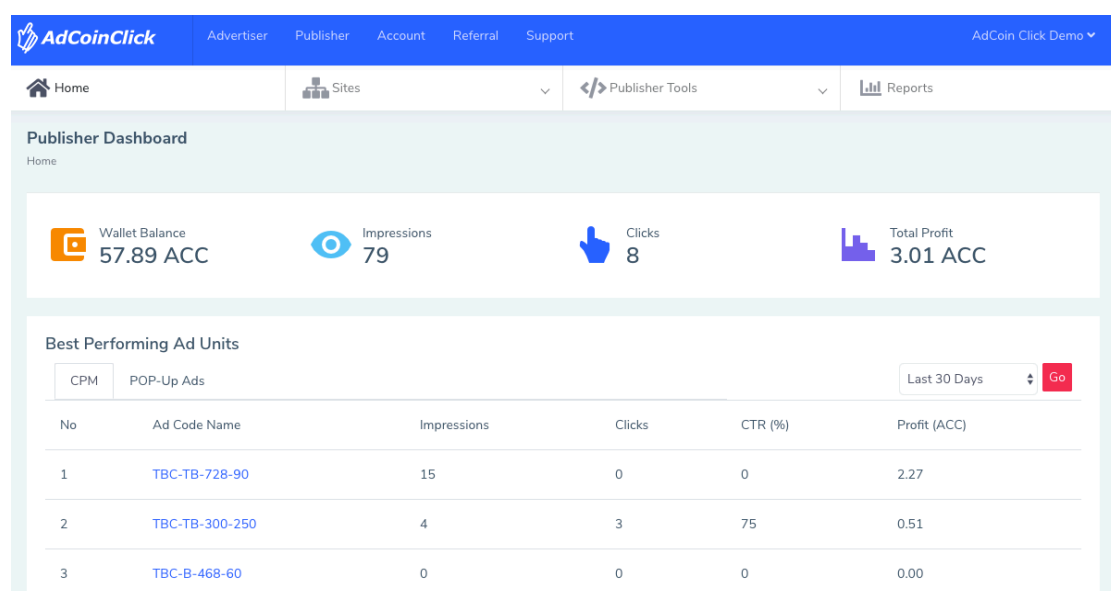 AdCoinClick Advertiser Publisher Account Referral Support AdCoin Click Demo
Home Sites Publisher Tools Reports
Publisher Dashboard
Home
Wallet Balance Impressions Clicks Total Profit
57.89 ACC 79 8 3.01 ACC
Best Performing Ad Units
CPM POP-Up Ads Last 30 Days Go
No Ad Code Name Impressions Clicks CTR (%) Profit (ACC)
1 TBC-TB-728-90 15 0 0 2.27
2 TBC-TB-300-250 4 3 75 0.51
3 TBC-B-468-60 0 0 0 0.00